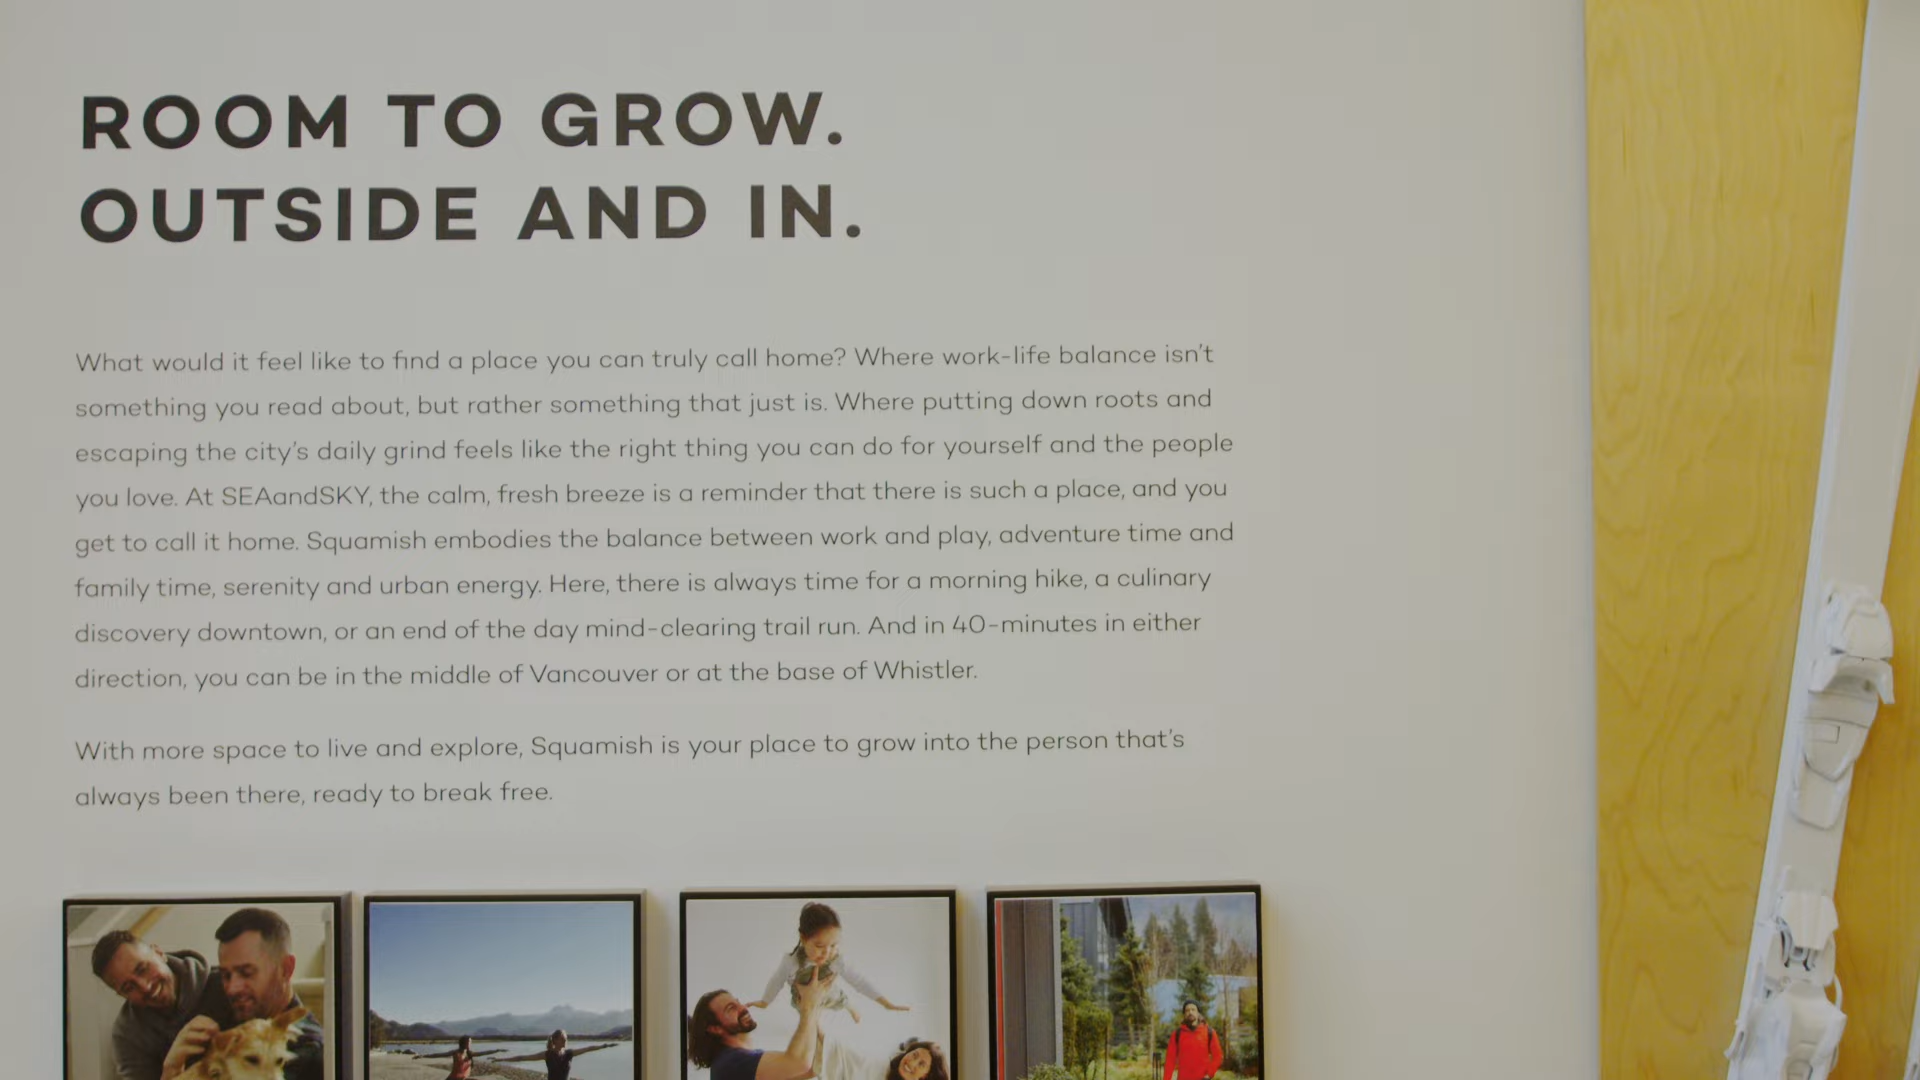 ROOM TO GROW.
OUTSIDE AND IN.
What would it feel like to find a place you can truly call home? Where work-life balance isn't
something you read about, but rather something that just is. Where putting down roots and
escaping the city's daily grind feels like the right thing you can do for yourself and the people
you love. At SEAandSKY, the calm, fresh breeze is a reminder that there is such a place, and you
get to call it home. Squamish embodies the balance between work and play, adventure time and
family time, serenity and urban energy. Here, there is always time for a morning hike, a culinary
discovery downtown, or an end of the day mind-clearing trail run. And in 40-minutes in either
direction, you can be in the middle of Vancouver or at the base of Whistler.
With more space to live and explore, Squamish is your place to grow into the person that's
always been there, ready to break free.